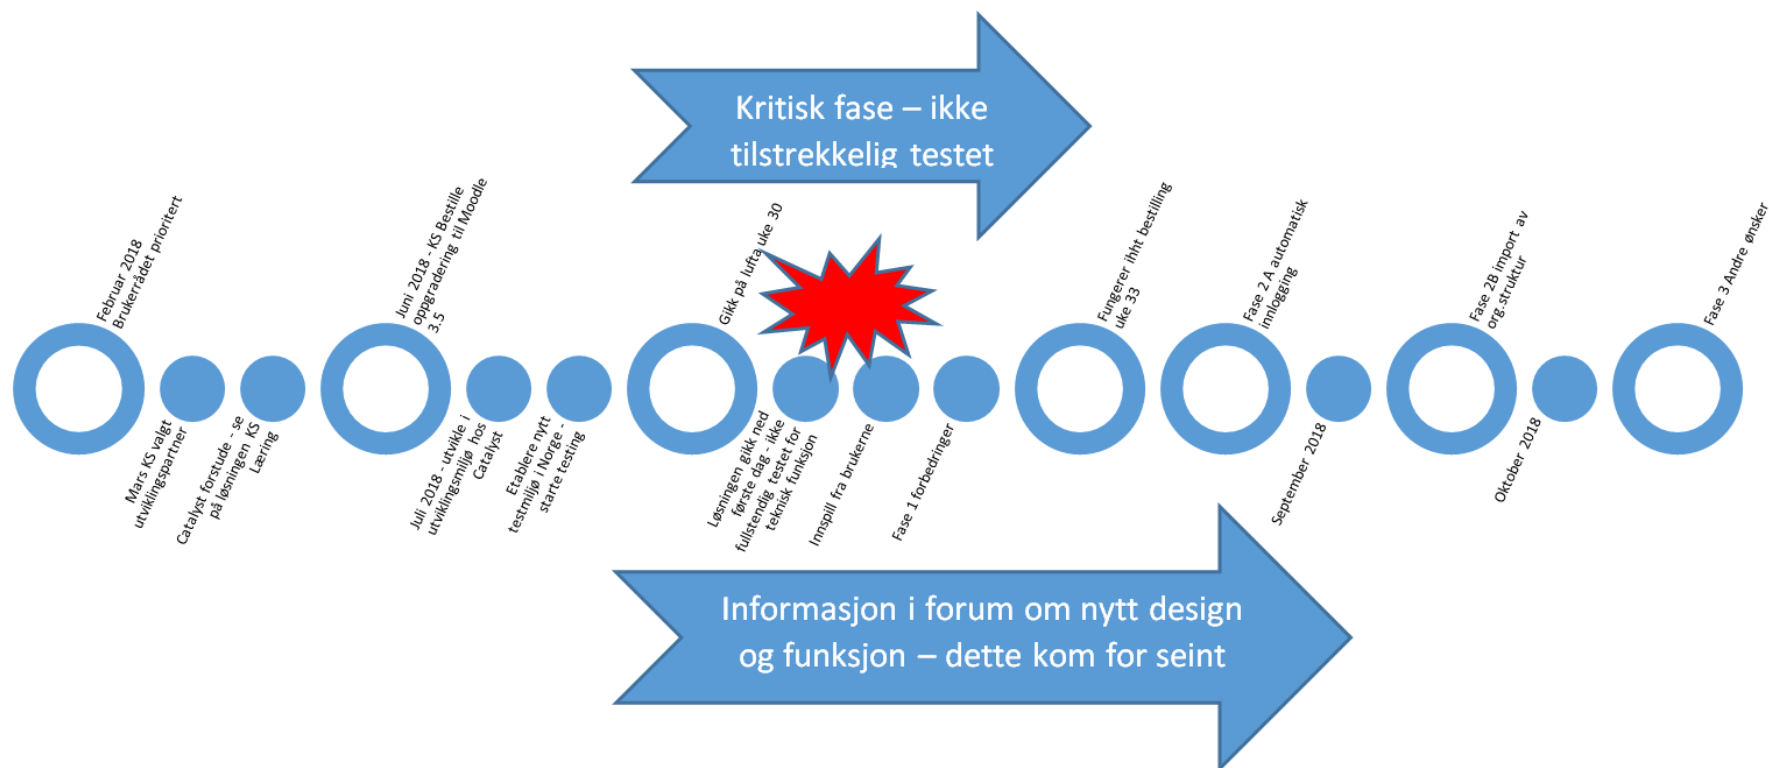 Kritisk fase – ikke
tilstrekkelig testet
Februar 2018
Brukerrådet prioritert
Mars KS valgt
utviklingspartner
Catalyst forstude - se
på løsningen KS
Læring
Juni 2018 - KS Bestille
oppgradering til Moodle
3.5
Juli 2018 - utvikle i
utviklingsmiljø hos
Catalyst
Etablere nytt
testmiljø i Norge -
starte testing
Gikk på lufta uke 30
Løsningen gikk ned
første dag - ikke
fullstendig testet for
teknisk funksjon
Innspill fra brukerne
Fase 1 forbedringer
Fungerer ihht bestilling
uke 33
Fase 2 A automatisk
innlogging
September 2018
Fase 2B import av
org.struktur
Oktober 2018
Fase 3 Andre ønsker
Informasjon i forum om nytt design
og funksjon – dette kom for seint